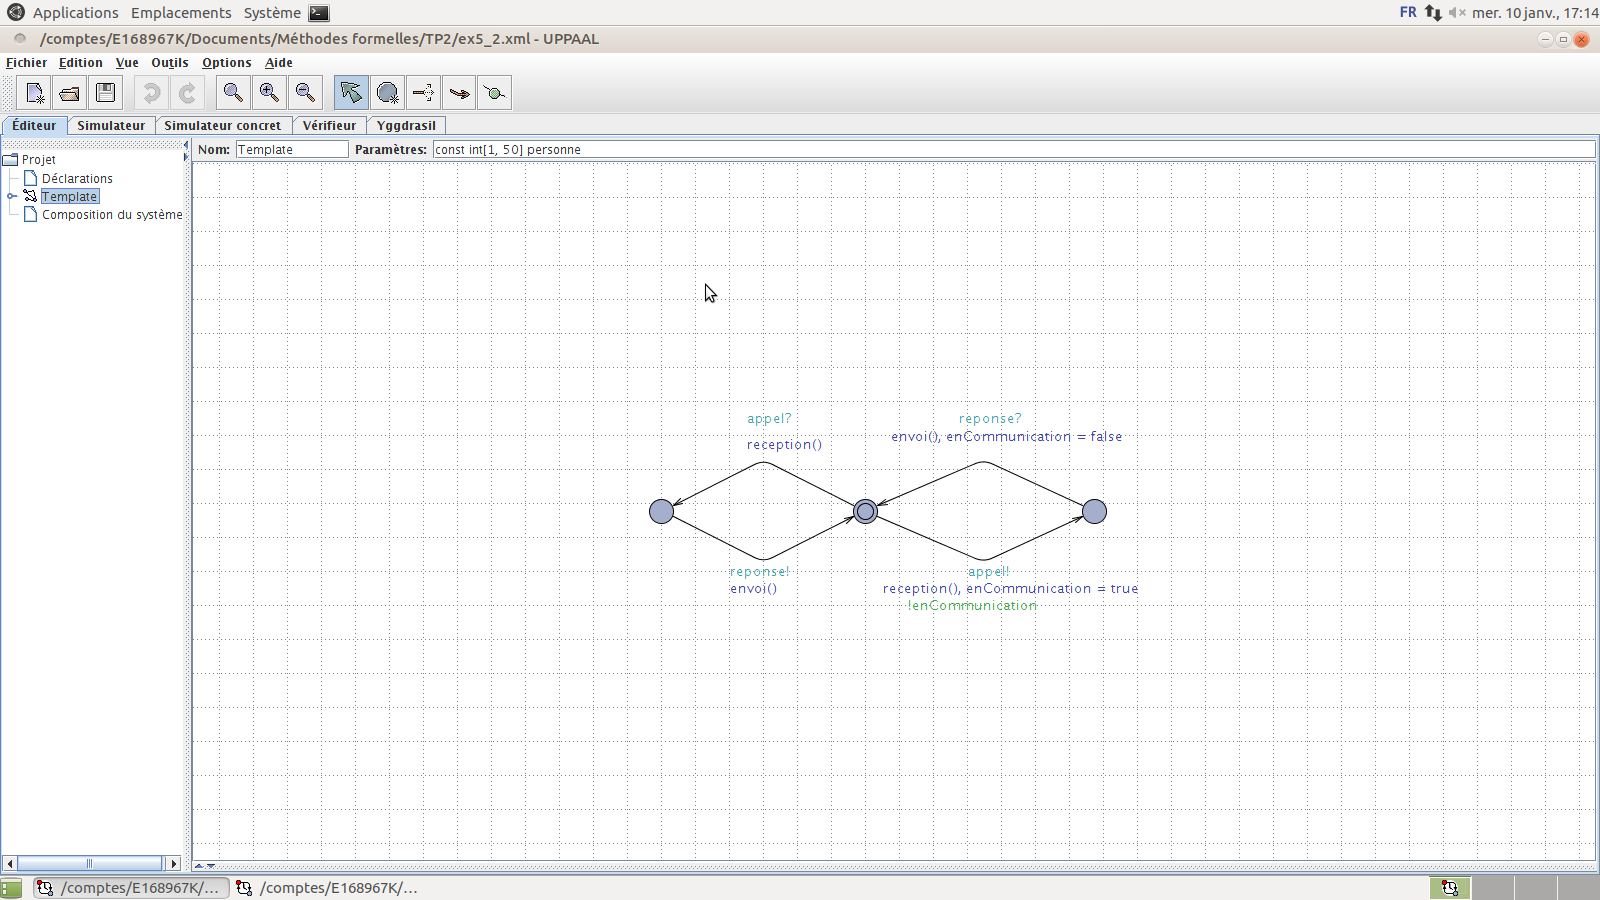 Applications Emplacements Système FR mer. 10 janv., 17:14
/comptes/E168967K/Documents/Méthodes formelles/TP2/ex5_2.xml - UPPAAL
Fichier Edition Vue Outils Options Aide
Éditeur Simulateur Simulateur concret Vérifieur Yggdrasil
Nom: Template Paramètres: const int[1, 50] personne
Projet
Déclarations
Template
Composition du système
appel? reponse?
envoi(), enCommunication = false
reception()
reponse! appel!
envoi() reception(), enCommunication = true
!enCommunication
/comptes/E168967K/... /comptes/E168967K/...